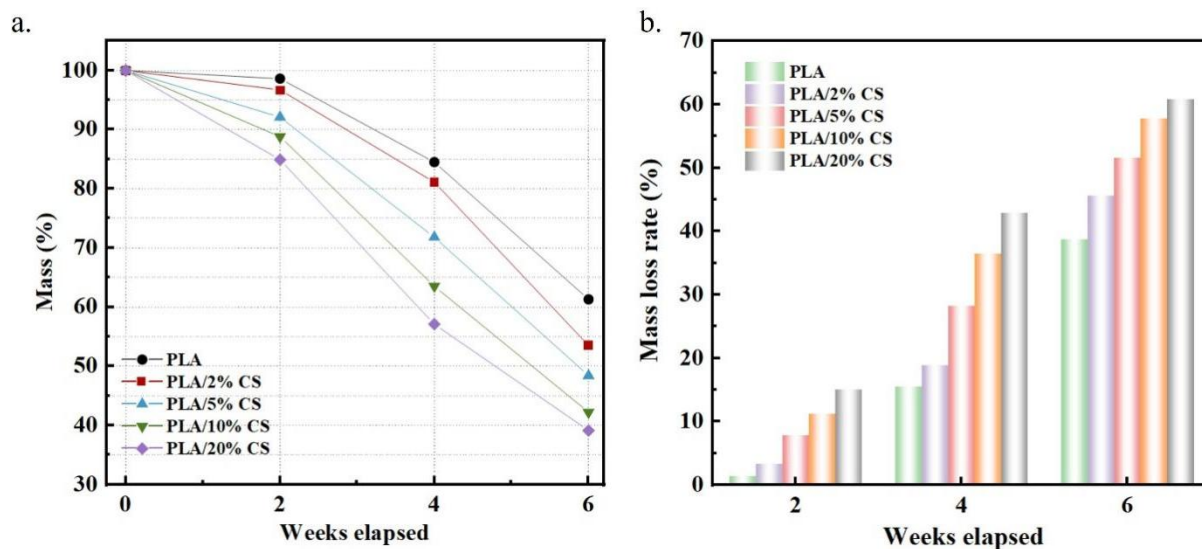 a.
Mass (%)
100
90
80
70
60
50
40
30
PLA
PLA/2% CS
PLA/5% CS
PLA/10% CS
PLA/20% CS
0 2 4 6
Weeks elapsed
b.
Mass loss rate (%)
70
60
50
40
30
20
10
0
PLA
PLA/2% CS
PLA/5% CS
PLA/10% CS
PLA/20% CS
2 4 6
Weeks elapsed